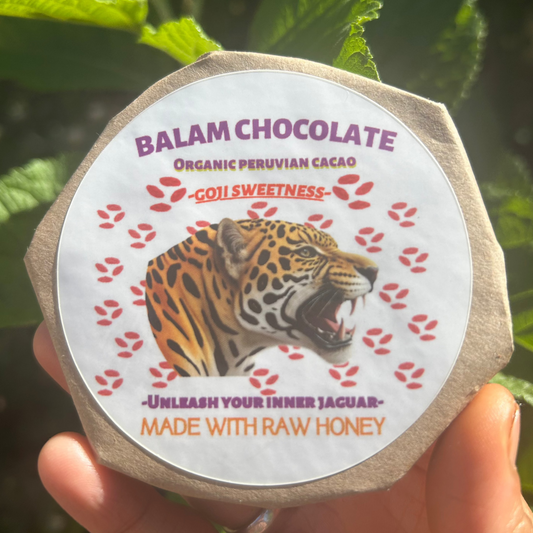 BALAM CHOCOLATE
ORGANIC PERUVIAN CACAO
-GOJI SWEETNESS-
-UNLEASH YOUR INNER JAGUAR-
MADE WITH RAW HONEY